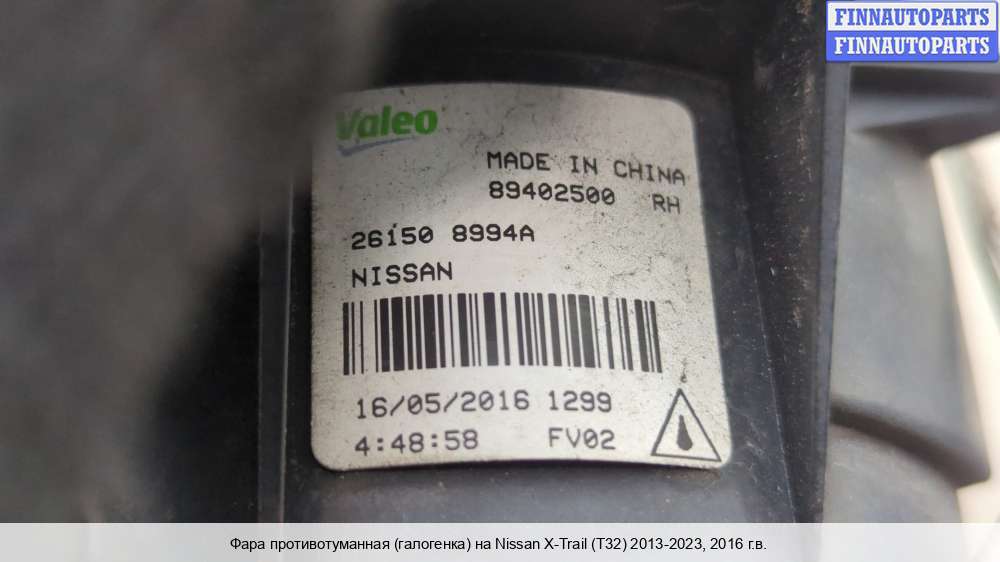 FINNAUTOPARTS
FINNAUTOPARTS
Valeo
MADE IN CHINA
89402500 RH
26150 8994A
NISSAN
16/05/2016 1299
4:48:58 FV02
Фара противотуманная (галогенка) на Nissan X-Trail (T32) 2013-2023, 2016 г.в.